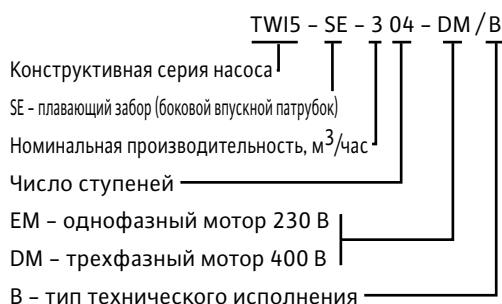 TWI5 – SE – 3 04 – DM / B
Конструктивная серия насоса
SE – плавающий забор (боковой впускной патрубок)
Номинальная производительность, м³/час
Число ступеней
EM – однофазный мотор 230 В
DM – трехфазный мотор 400 В
В – тип технического исполнения